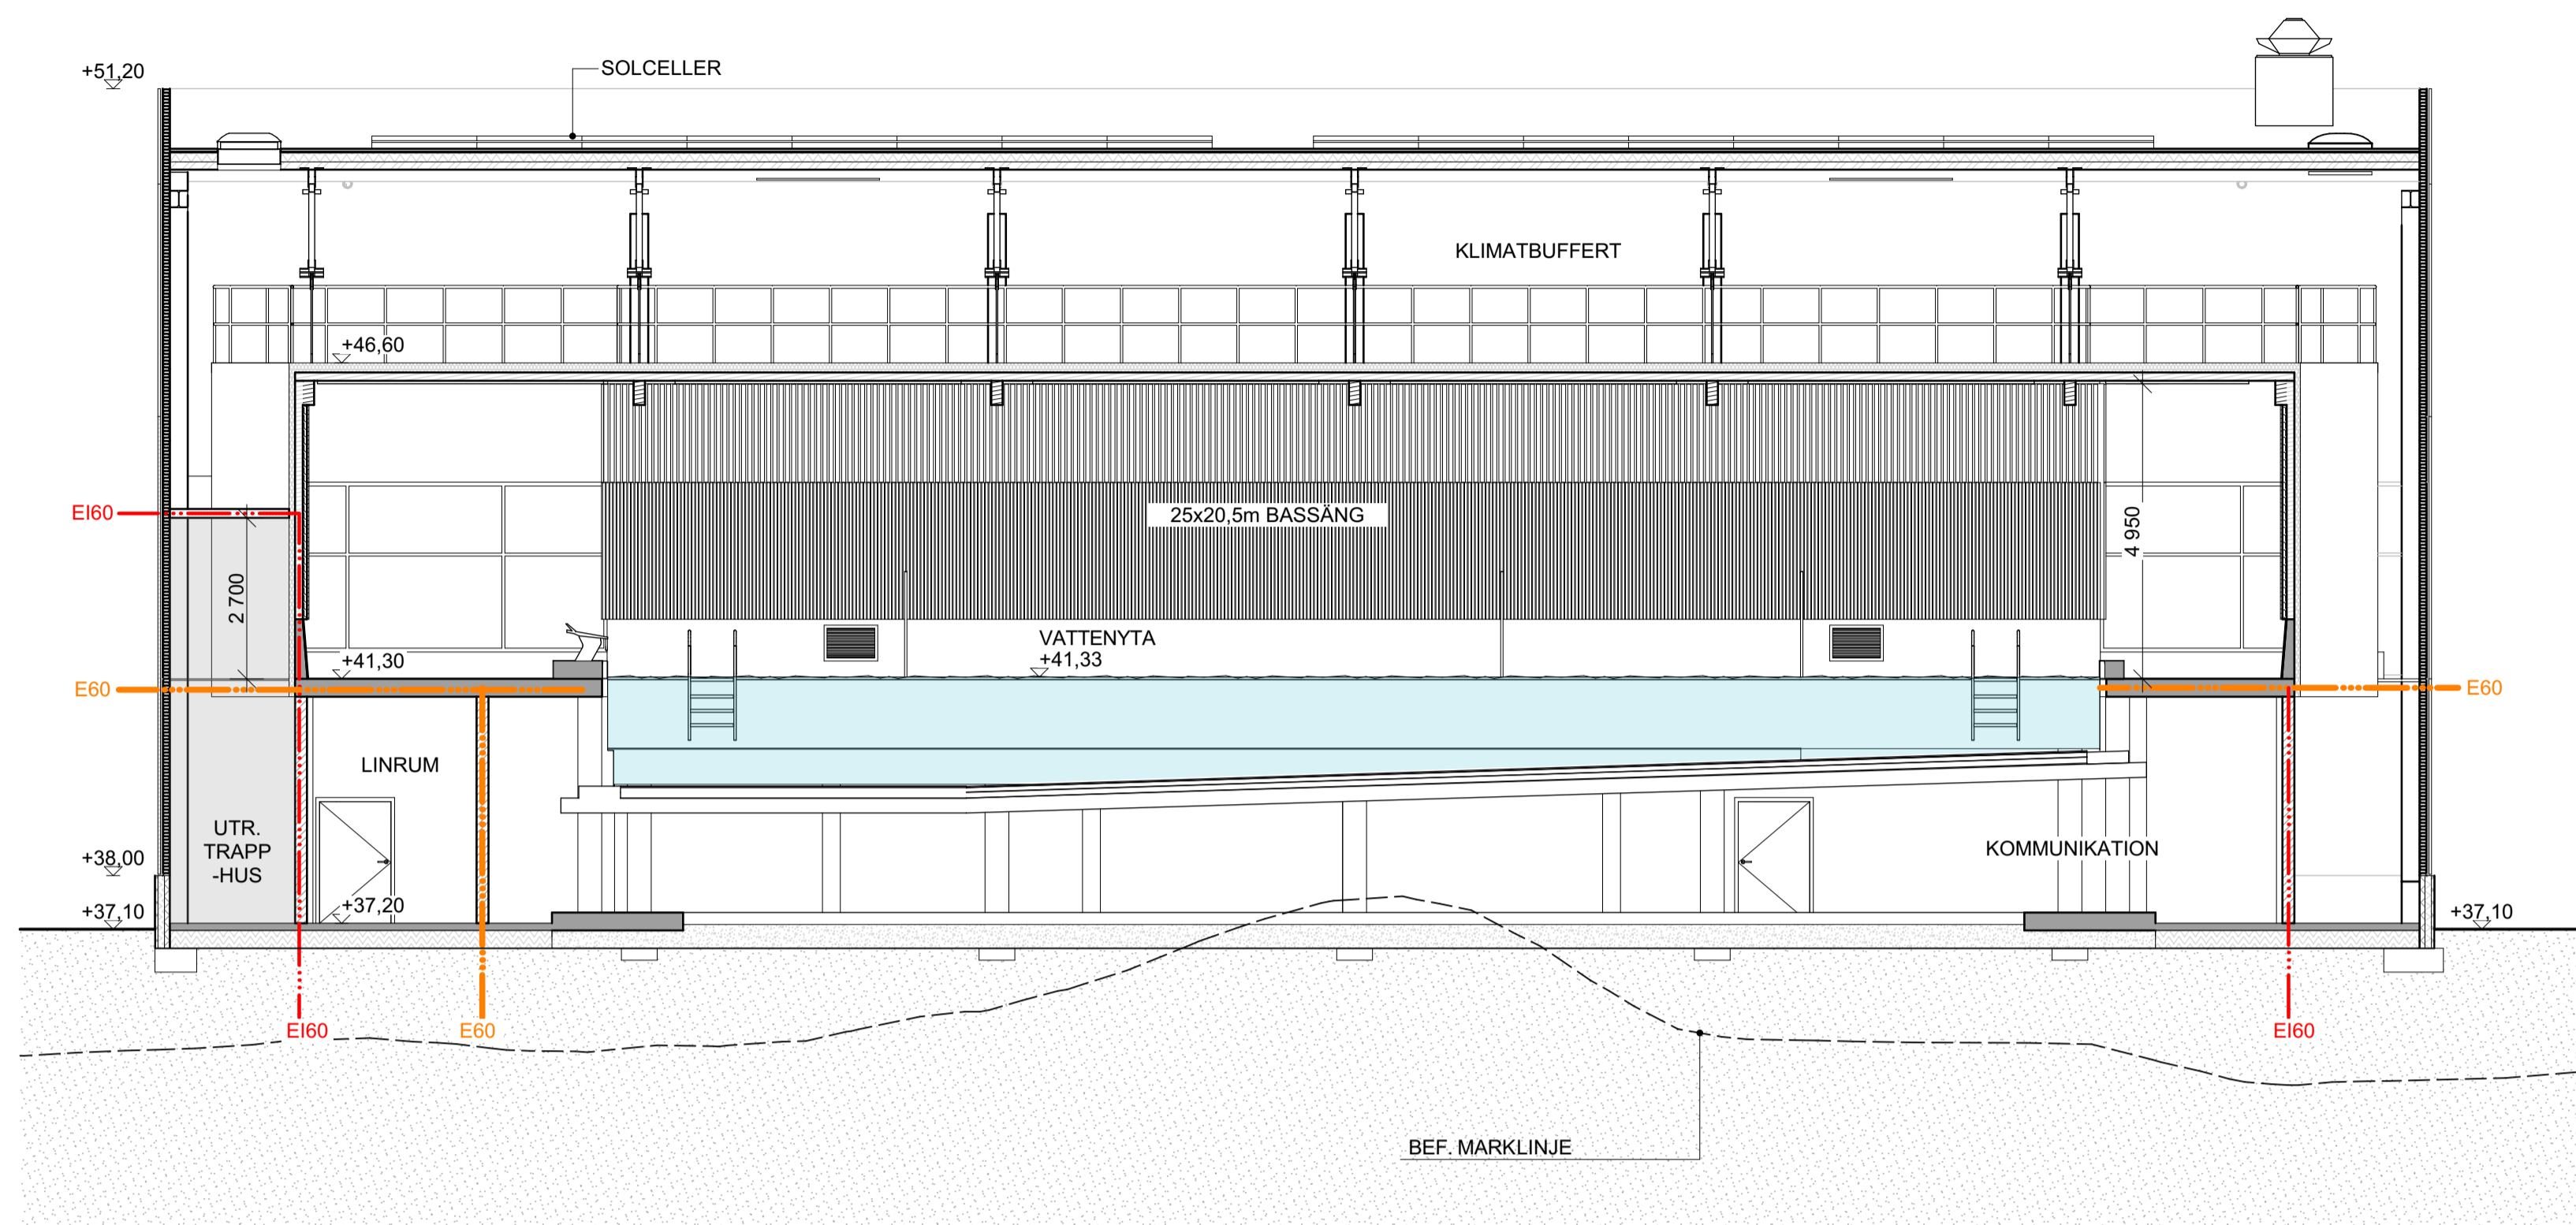 +51,20
SOLCELLER
KLIMATBUFFERT
+46,60
EI60
25x20,5m BASSÄNG
4 950
2 700
VATTENYTA
+41,33
+41,30
E60
E60
LINRUM
UTR.
TRAPP
-HUS
KOMMUNIKATION
+38,00
+37,20
+37,10
+37,10
EI60
E60
EI60
BEF. MARKLINJE